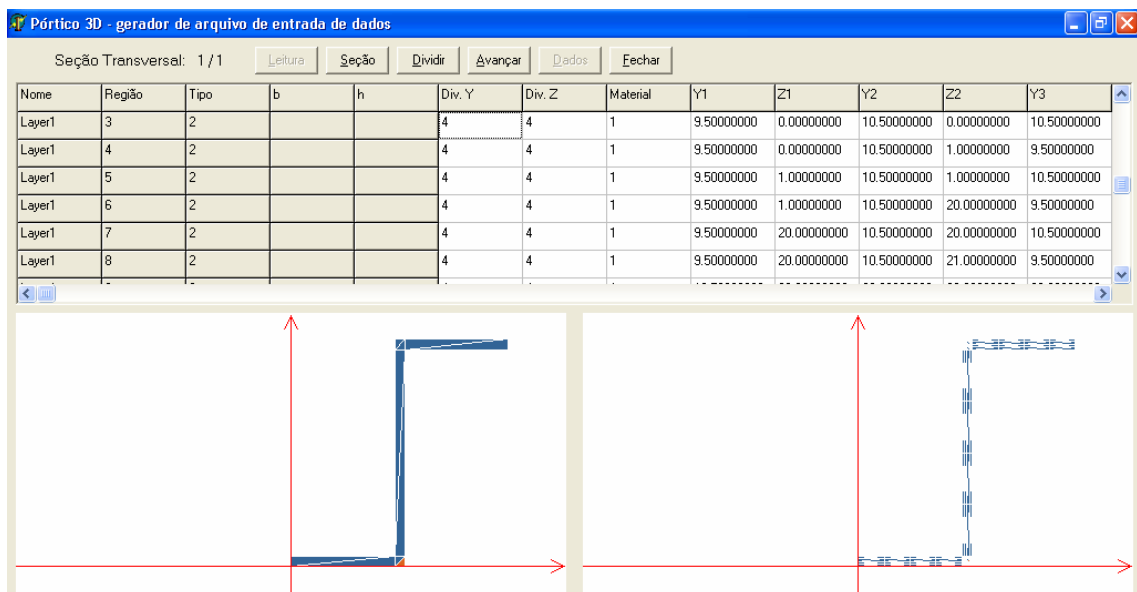 Pórtico 3D - gerador de arquivo de entrada de dados
Seção Transversal: 1 / 1 Leitura Seção Dividir Avançar Dados Fechar
Nome Região Tipo b h Div. Y Div. Z Material Y1 Z1 Y2 Z2 Y3
Layer1 3 2 4 4 1 9.50000000 0.00000000 10.50000000 0.00000000 10.50000000
Layer1 4 2 4 4 1 9.50000000 0.00000000 10.50000000 1.00000000 9.50000000
Layer1 5 2 4 4 1 9.50000000 1.00000000 10.50000000 1.00000000 10.50000000
Layer1 6 2 4 4 1 9.50000000 1.00000000 10.50000000 20.00000000 9.50000000
Layer1 7 2 4 4 1 9.50000000 20.00000000 10.50000000 20.00000000 10.50000000
Layer1 8 2 4 4 1 9.50000000 20.00000000 10.50000000 21.00000000 9.50000000